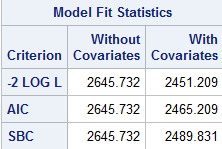 Model Fit Statistics
Criterion Without Covariates With Covariates
-2 LOG L 2645.732 2451.209
AIC 2645.732 2465.209
SBC 2645.732 2489.831